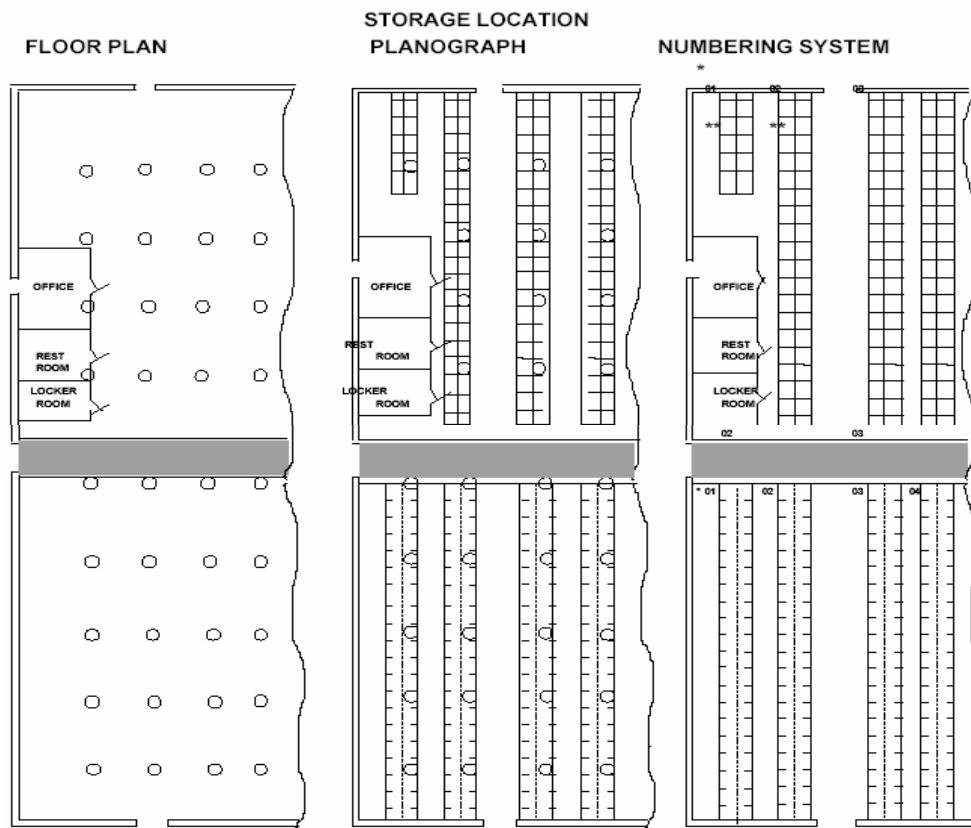 STORAGE LOCATION
FLOOR PLAN
PLANOGRAPH
NUMBERING SYSTEM
*
01 02 03
** **
OFFICE
REST
ROOM
LOCKER
ROOM
OFFICE
REST
ROOM
LOCKER
ROOM
OFFICE
REST
ROOM
LOCKER
ROOM
02 03
* 01 02 03 04